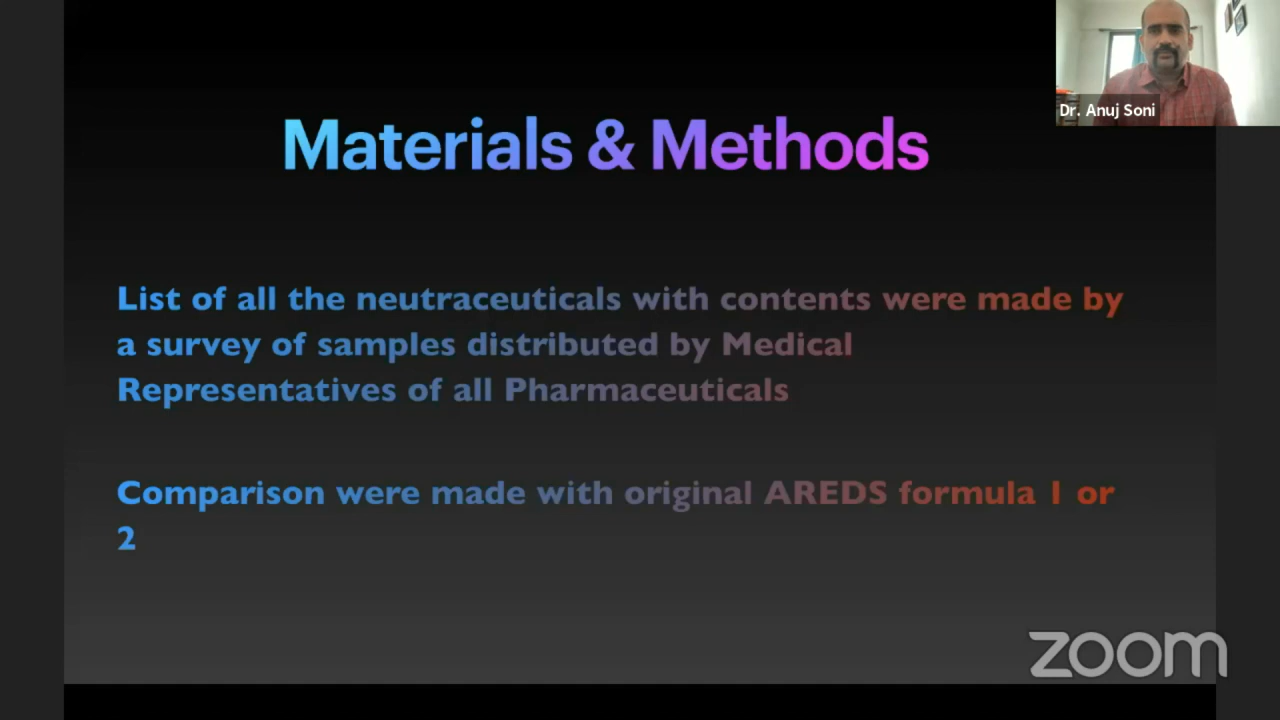 Dr. Anuj Soni
Materials & Methods
List of all the neutraceuticals with contents were made by
a survey of samples distributed by Medical
Representatives of all Pharmaceuticals
Comparison were made with original AREDS formula 1 or
2
zoom